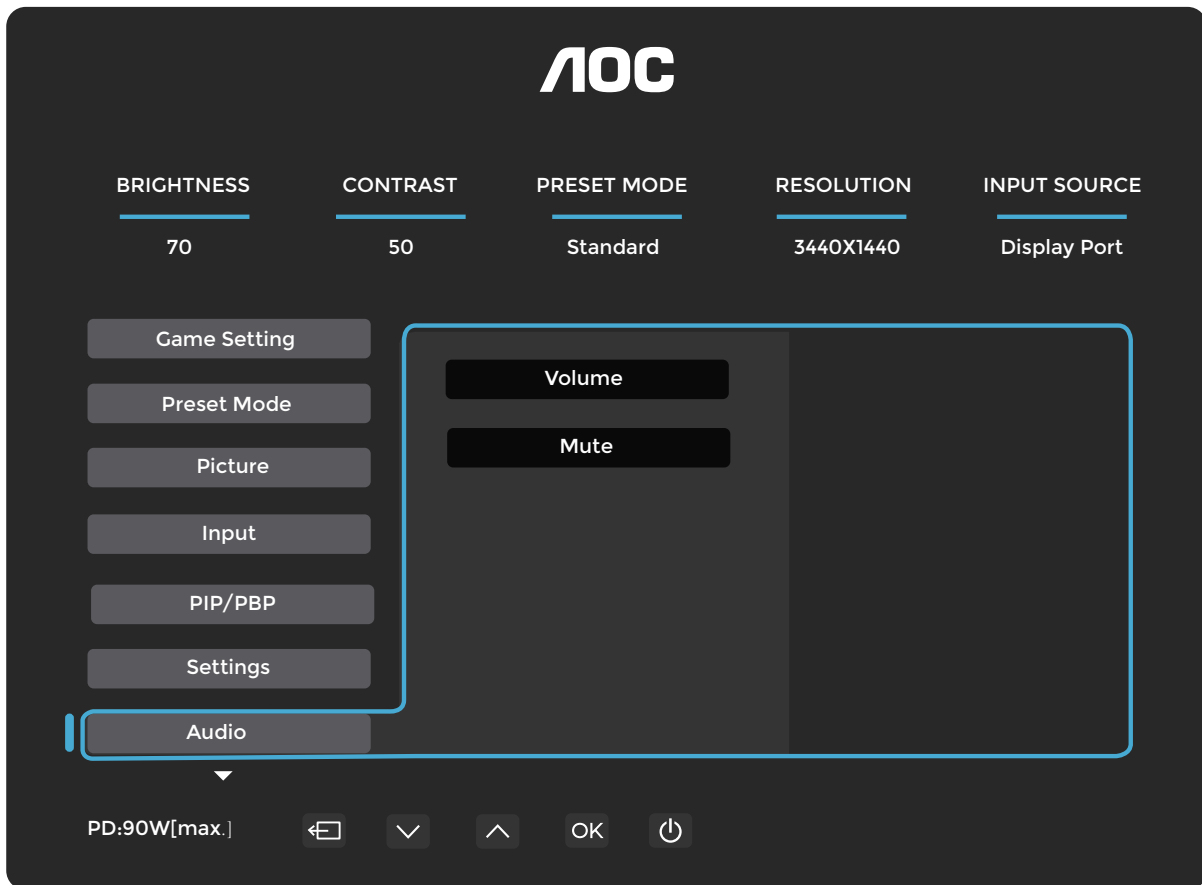 AOC
BRIGHTNESS CONTRAST PRESET MODE RESOLUTION INPUT SOURCE
70 50 Standard 3440X1440 Display Port
Game Setting
Volume
Preset Mode
Mute
Picture
Input
PIP/PBP
Settings
Audio
PD:90W[max.] OK